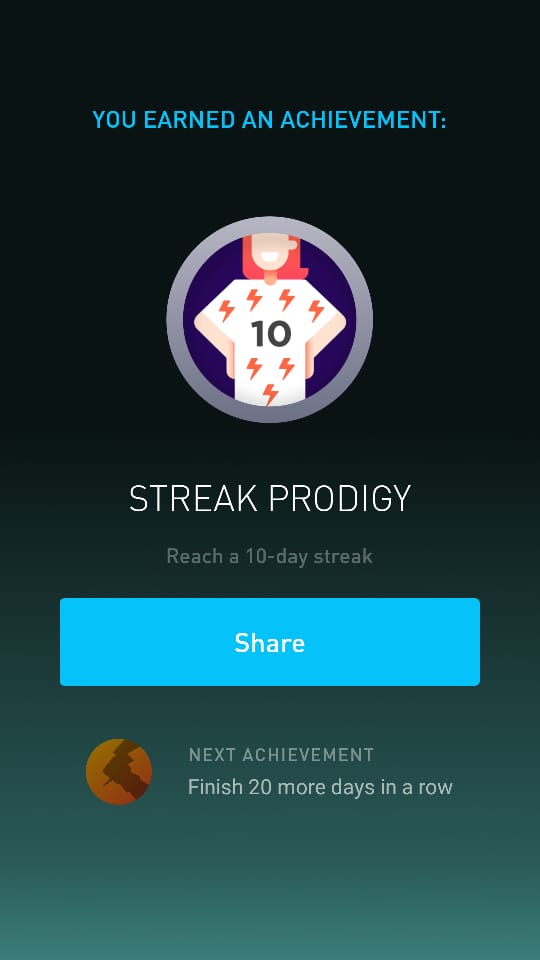 YOU EARNED AN ACHIEVEMENT:
10
STREAK PRODIGY
Reach a 10-day streak
Share
NEXT ACHIEVEMENT
Finish 20 more days in a row